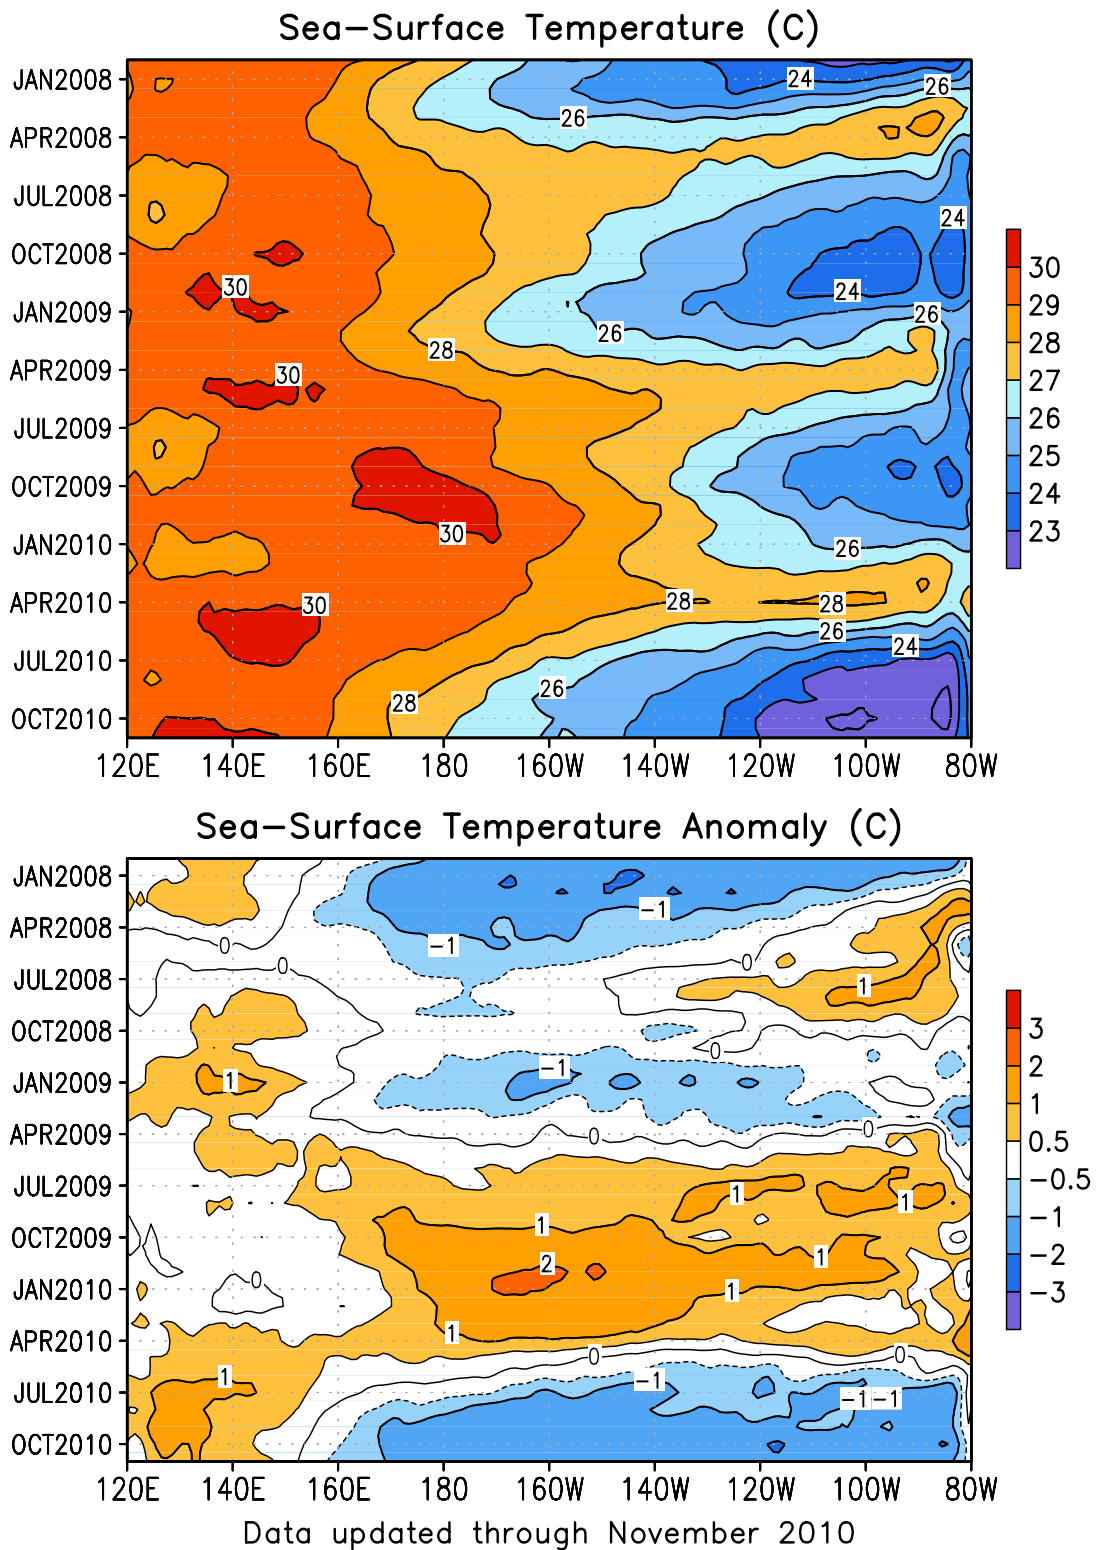 Sea-Surface Temperature (C)
JAN2008
APR2008
JUL2008
OCT2008
JAN2009
APR2009
JUL2009
OCT2009
JAN2010
APR2010
JUL2010
OCT2010
24
26
26
24
30
24
26
26
28
30
30
26
30
28
28
26
24
26
28
120E 140E 160E 180 160W 140W 120W 100W 80W
30
29
28
27
26
25
24
23
Sea-Surface Temperature Anomaly (C)
JAN2008
APR2008
JUL2008
OCT2008
JAN2009
APR2009
JUL2009
OCT2009
JAN2010
APR2010
JUL2010
OCT2010
-1
0
-1
0
0
1
0
-1
1
0
0
1
1
1
1
2
0
1
1
0
0
1
-1
-1
-1
120E 140E 160E 180 160W 140W 120W 100W 80W
3
2
1
0.5
-0.5
-1
-2
-3
Data updated through November 2010